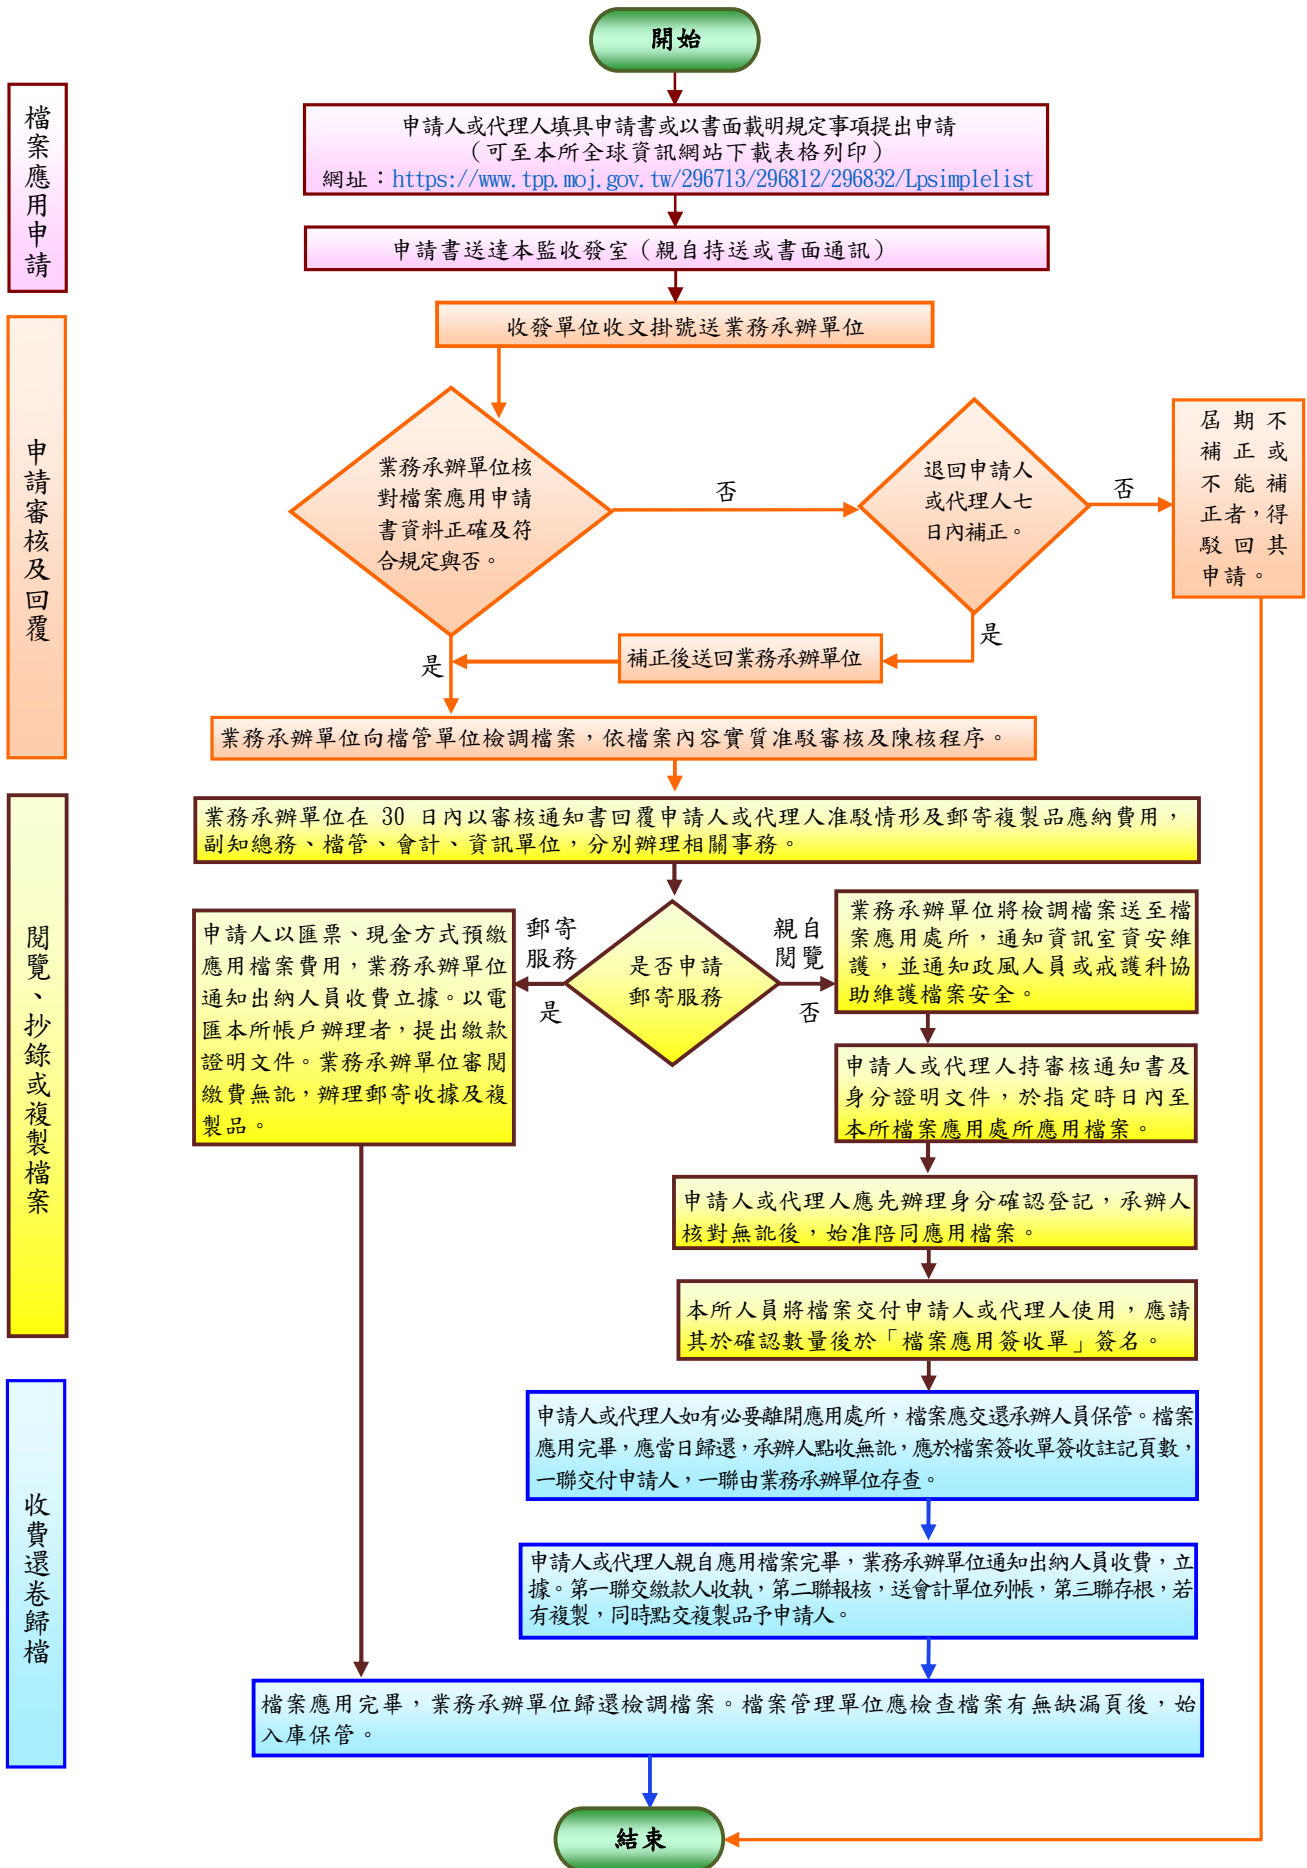 開始
檔案應用申請
申請人或代理人填具申請書或以書面載明規定事項提出申請
（可至本所全球資訊網站下載表格列印）
網址：https://www.tpp.moj.gov.tw/296713/296812/296832/Lpsimplelist
申請書送達本監收發室（親自持送或書面通訊）
申請審核及回覆
收發單位收文掛號送業務承辦單位
業務承辦單位核
對檔案應用申請
書資料正確及符
合規定與否。
否
退回申請人
或代理人七
日內補正。
否
屆期不
補正或
不能補
正者，得
駁回其
申請。
是
補正後送回業務承辦單位
是
業務承辦單位向檔管單位檢調檔案，依檔案內容實質准駁審核及陳核程序。
閱覽、抄錄或複製檔案
業務承辦單位在 30 日內以審核通知書回覆申請人或代理人准駁情形及郵寄複製品應納費用，
副知總務、檔管、會計、資訊單位，分別辦理相關事務。
是否申請
郵寄服務
郵寄
服務
是
親自
閱覽
否
申請人以匯票、現金方式預繳
應用檔案費用，業務承辦單位
通知出納人員收費立據。以電
匯本所帳戶辦理者，提出繳款
證明文件。業務承辦單位審閱
繳費無訛，辦理郵寄收據及複
製品。
業務承辦單位將檢調檔案送至檔
案應用處所，通知資訊室資安維
護，並通知政風人員或戒護科協
助維護檔案安全。
申請人或代理人持審核通知書及
身分證明文件，於指定時日內至
本所檔案應用處所應用檔案。
申請人或代理人應先辦理身分確認登記，承辦人
核對無訛後，始准陪同應用檔案。
本所人員將檔案交付申請人或代理人使用，應請
其於確認數量後於「檔案應用簽收單」簽名。
收費還卷歸檔
申請人或代理人如有必要離開應用處所，檔案應交還承辦人員保管。檔案
應用完畢，應當日歸還，承辦人點收無訛，應於檔案簽收單簽收註記頁數，
一聯交付申請人，一聯由業務承辦單位存查。
申請人或代理人親自應用檔案完畢，業務承辦單位通知出納人員收費，立
據。第一聯交繳款人收執，第二聯報核，送會計單位列帳，第三聯存根，若
有複製，同時點交複製品予申請人。
檔案應用完畢，業務承辦單位歸還檢調檔案。檔案管理單位應檢查檔案有無缺漏頁後，始
入庫保管。
結束